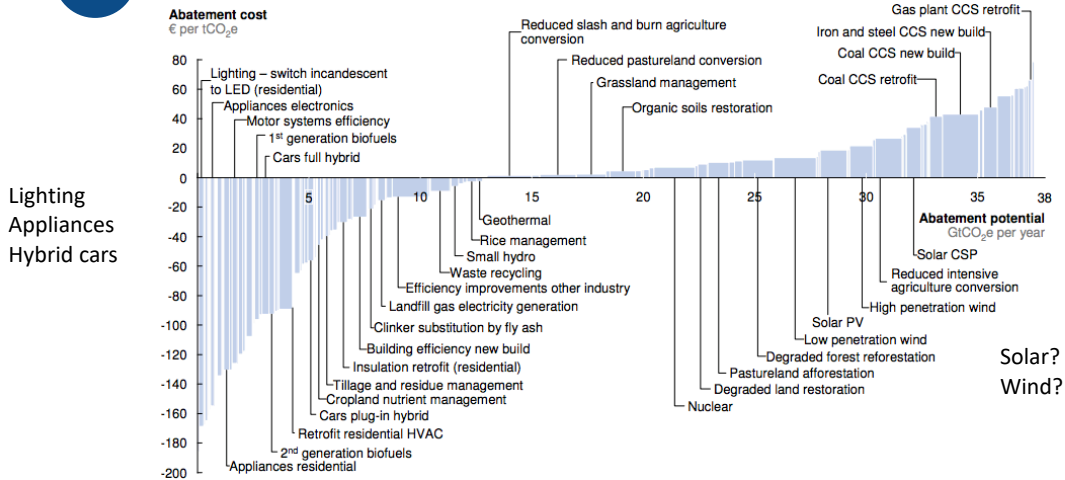 Abatement cost
€ per tCO₂e
80
60
40
20
0
-20
-40
-60
-80
-100
-120
-140
-160
-180
-200
Lighting – switch incandescent
to LED (residential)
Appliances electronics
Motor systems efficiency
1st generation biofuels
Cars full hybrid
Reduced slash and burn agriculture
conversion
Reduced pastureland conversion
Grassland management
Organic soils restoration
Gas plant CCS retrofit
Iron and steel CCS new build
Coal CCS new build
Coal CCS retrofit
5
10
15
20
25
30
35
38
Abatement potential
GtCO₂e per year
Lighting
Appliances
Hybrid cars
Geothermal
Rice management
Small hydro
Waste recycling
Efficiency improvements other industry
Landfill gas electricity generation
Clinker substitution by fly ash
Building efficiency new build
Insulation retrofit (residential)
Tillage and residue management
Cropland nutrient management
Cars plug-in hybrid
Retrofit residential HVAC
2nd generation biofuels
Appliances residential
Solar CSP
Reduced intensive
agriculture conversion
High penetration wind
Solar PV
Low penetration wind
Degraded forest reforestation
Pastureland afforestation
Degraded land restoration
Nuclear
Solar?
Wind?